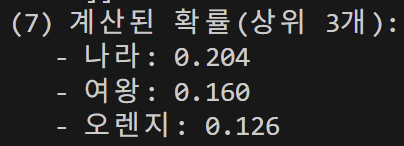 (7) 계산된 확률(상위 3개):
- 나라: 0.204
- 여왕: 0.160
- 오렌지: 0.126